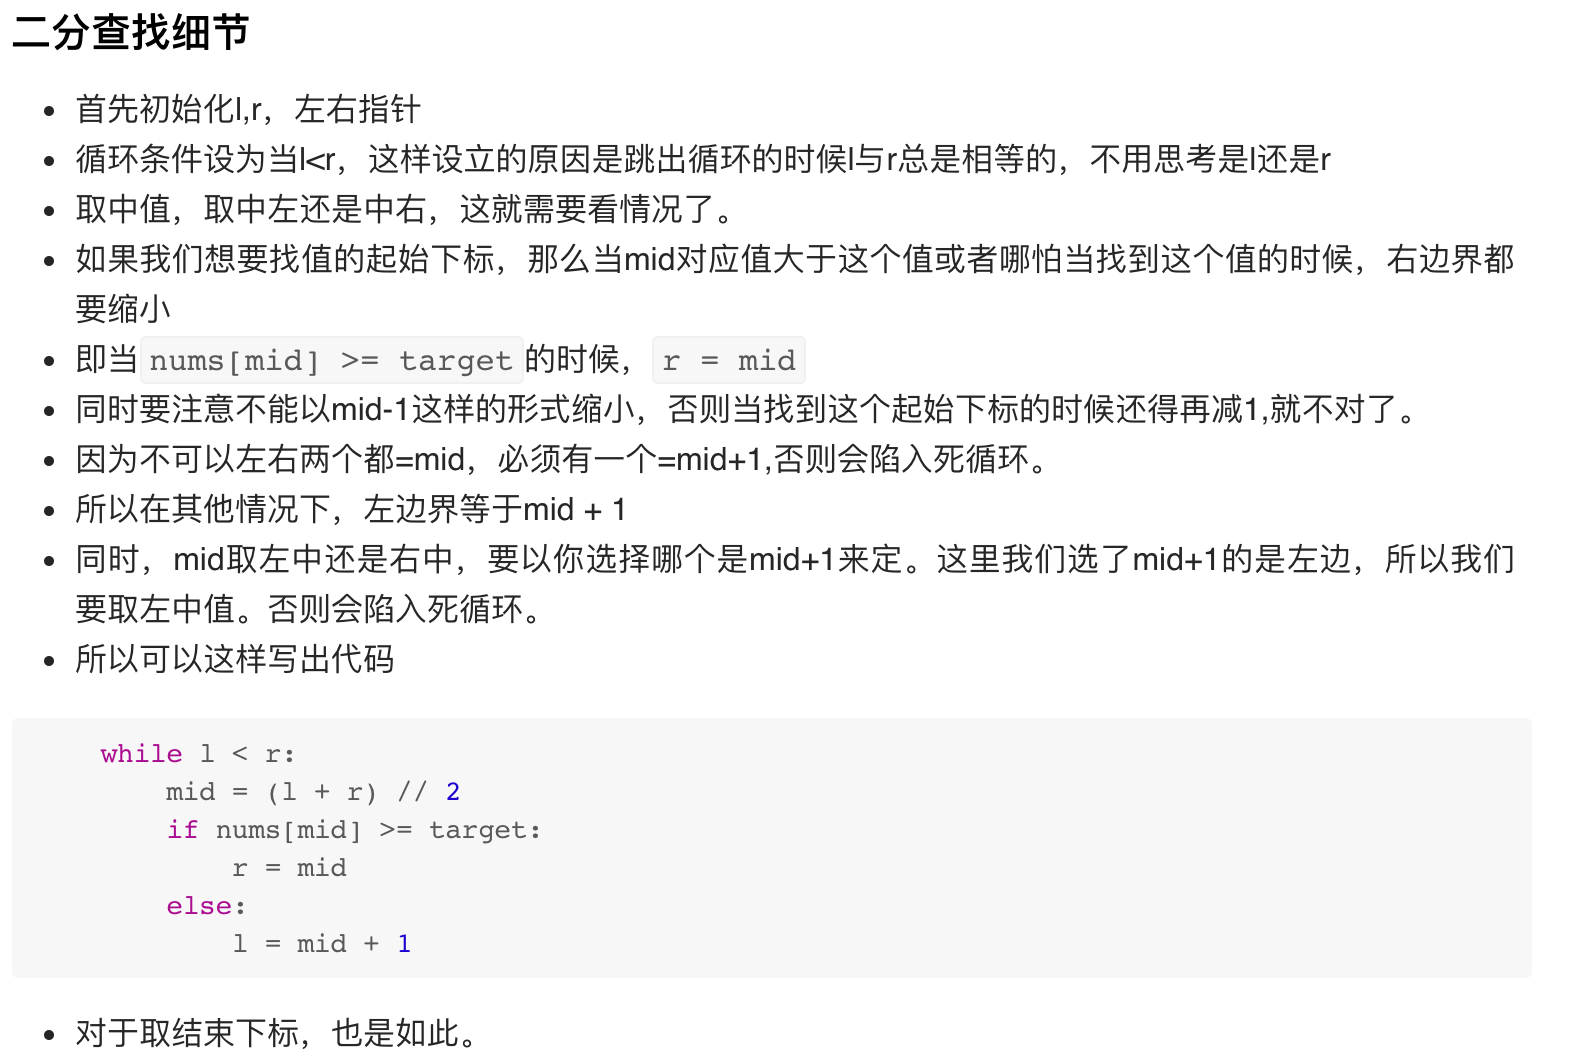 二分查找细节
首先初始化l,r，左右指针
循环条件设为当l<r，这样设立的原因是跳出循环的时候l与r总是相等的，不用思考是l还是r
取中值，取中左还是中右，这就需要看情况了。
如果我们想要找值的起始下标，那么当mid对应值大于这个值或者哪怕当找到这个值的时候，右边界都
要缩小
即当nums[mid] >= target的时候，r = mid
同时要注意不能以mid-1这样的形式缩小，否则当找到这个起始下标的时候还得再减1,就不对了。
因为不可以左右两个都=mid，必须有一个=mid+1,否则会陷入死循环。
所以在其他情况下，左边界等于mid + 1
同时，mid取左中还是右中，要以你选择哪个是mid+1来定。这里我们选了mid+1的是左边，所以我们
要取左中值。否则会陷入死循环。
所以可以这样写出代码
while l < r:
    mid = (l + r) // 2
    if nums[mid] >= target:
        r = mid
    else:
        l = mid + 1
对于取结束下标，也是如此。